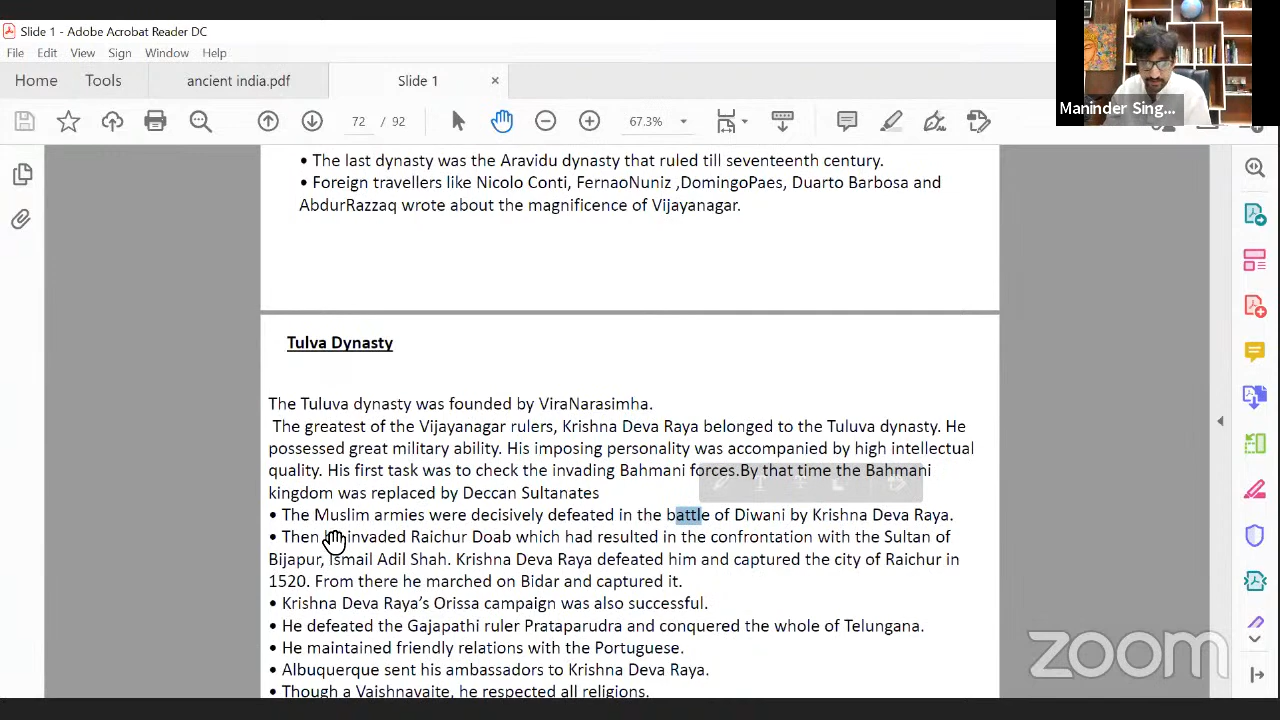 Slide 1 - Adobe Acrobat Reader DC
File Edit View Sign Window Help
Home Tools ancient india.pdf Slide 1
72 / 92 67.3%
Maninder Sing...
• The last dynasty was the Aravidu dynasty that ruled till seventeenth century.
• Foreign travellers like Nicolo Conti, FernaoNuniz ,DomingoPaes, Duarto Barbosa and
AbdurRazzaq wrote about the magnificence of Vijayanagar.
Tulva Dynasty
The Tuluva dynasty was founded by ViraNarasimha.
The greatest of the Vijayanagar rulers, Krishna Deva Raya belonged to the Tuluva dynasty. He
possessed great military ability. His imposing personality was accompanied by high intellectual
quality. His first task was to check the invading Bahmani forces.By that time the Bahmani
kingdom was replaced by Deccan Sultanates
• The Muslim armies were decisively defeated in the battle of Diwani by Krishna Deva Raya.
• Then invaded Raichur Doab which had resulted in the confrontation with the Sultan of
Bijapur, Ismail Adil Shah. Krishna Deva Raya defeated him and captured the city of Raichur in
1520. From there he marched on Bidar and captured it.
• Krishna Deva Raya’s Orissa campaign was also successful.
• He defeated the Gajapathi ruler Prataparudra and conquered the whole of Telungana.
• He maintained friendly relations with the Portuguese.
• Albuquerque sent his ambassadors to Krishna Deva Raya.
• Though a Vaishnavaite, he respected all religions.
zoom